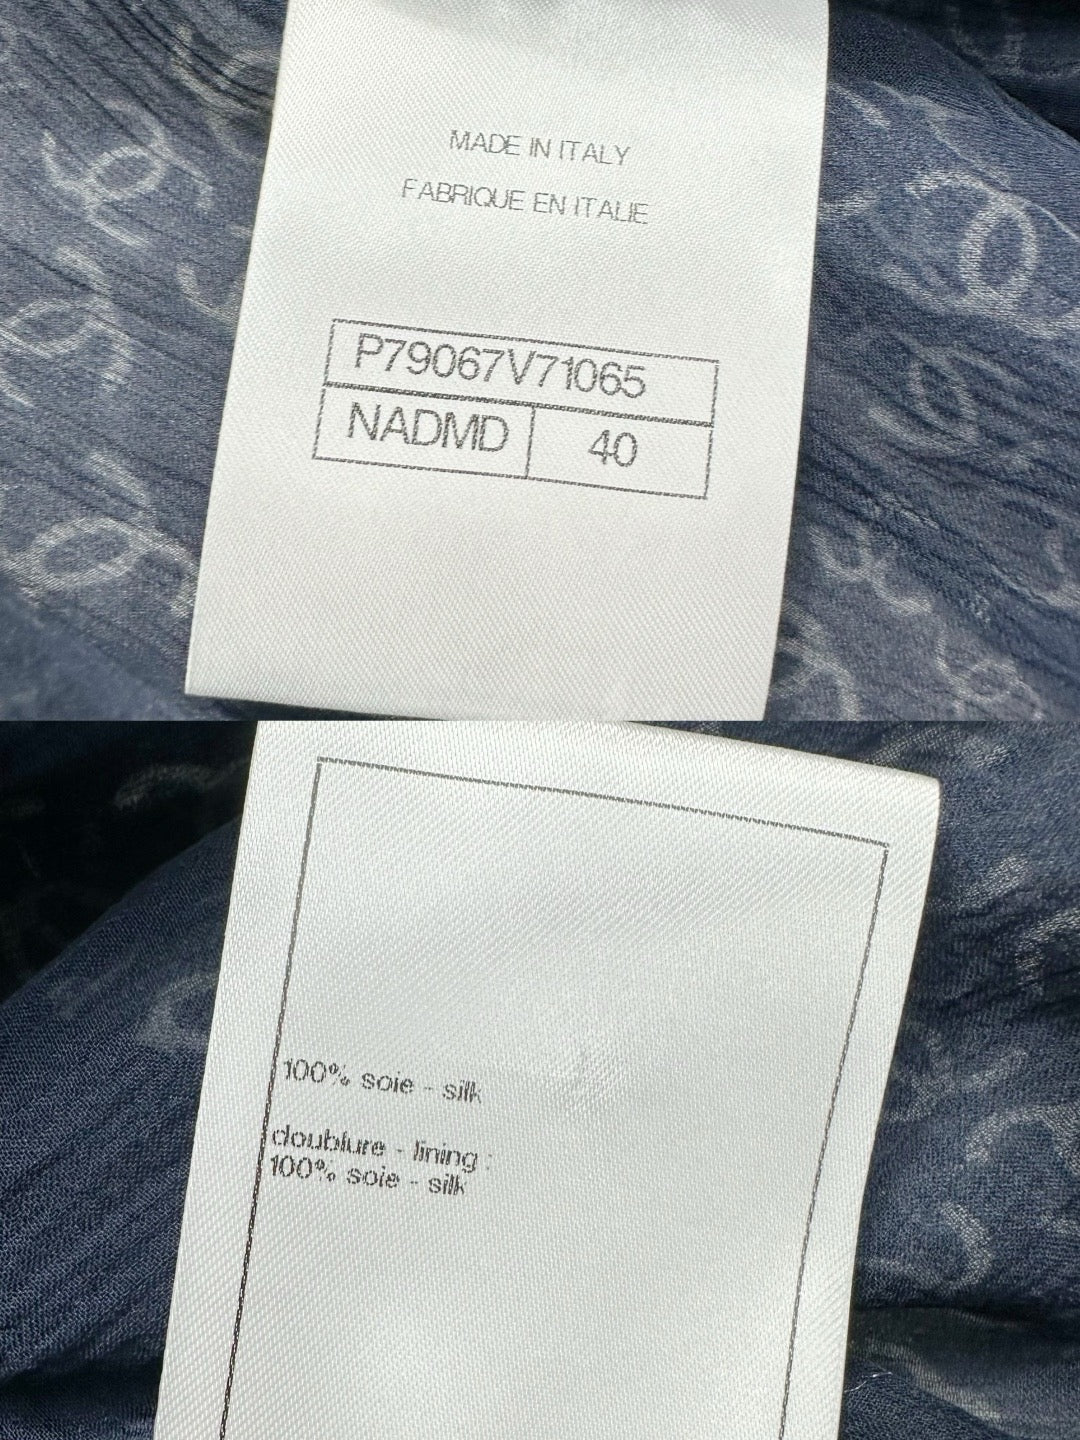 MADE IN ITALY
FABRIQUE EN ITALIE
P79067V71065
NADMD 40
100% soie - silk
doublure - lining :
100% soie - silk